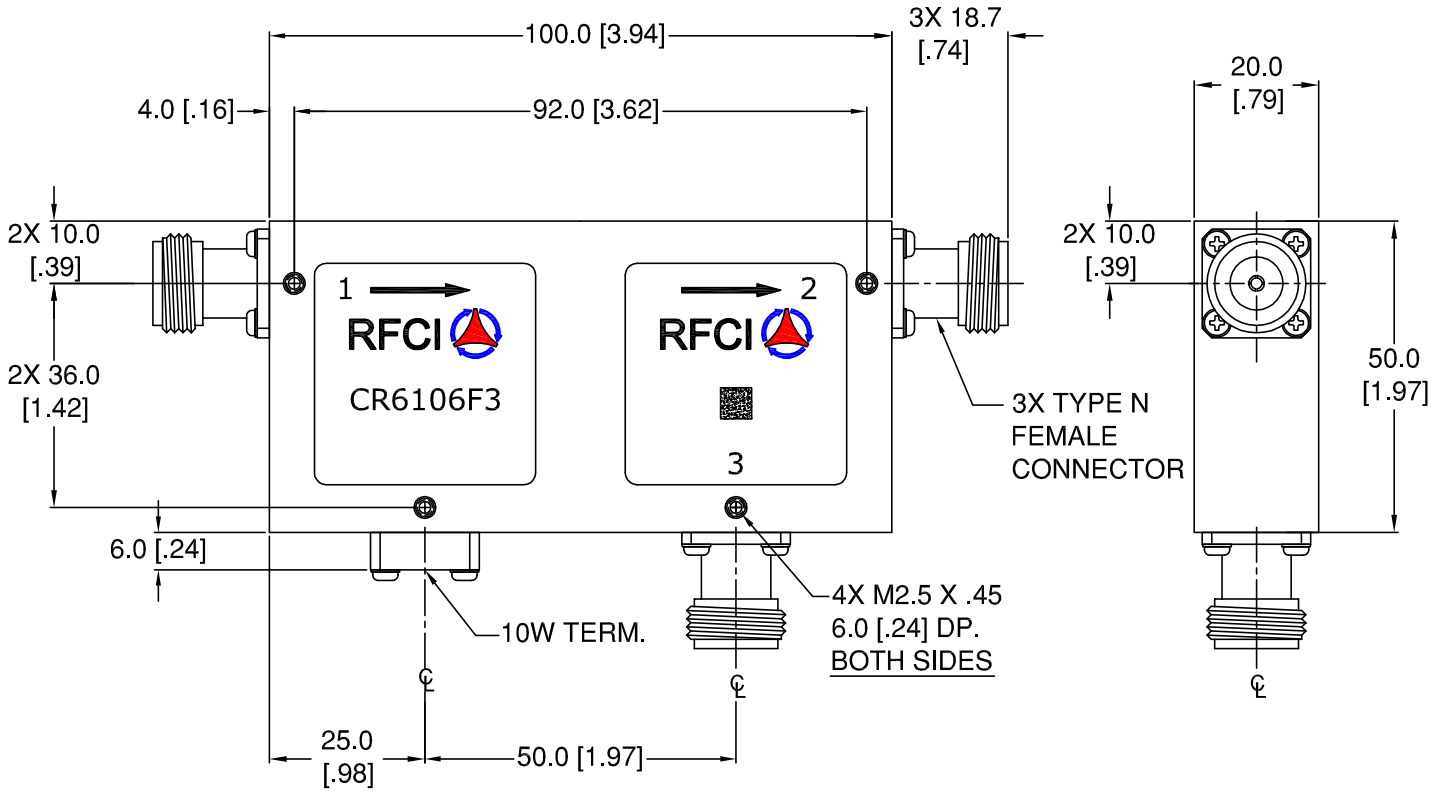 100.0 [3.94]
3X 18.7
[.74]
20.0
[.79]
4.0 [.16]
92.0 [3.62]
2X 10.0
[.39]
2X 10.0
[.39]
1
2
RFCI
RFCI
2X 36.0
[1.42]
CR6106F3
50.0
[1.97]
3X TYPE N
FEMALE
CONNECTOR
3
6.0 [.24]
4X M2.5 X .45
6.0 [.24] DP.
BOTH SIDES
10W TERM.
℄
℄
℄
25.0
[.98]
50.0 [1.97]